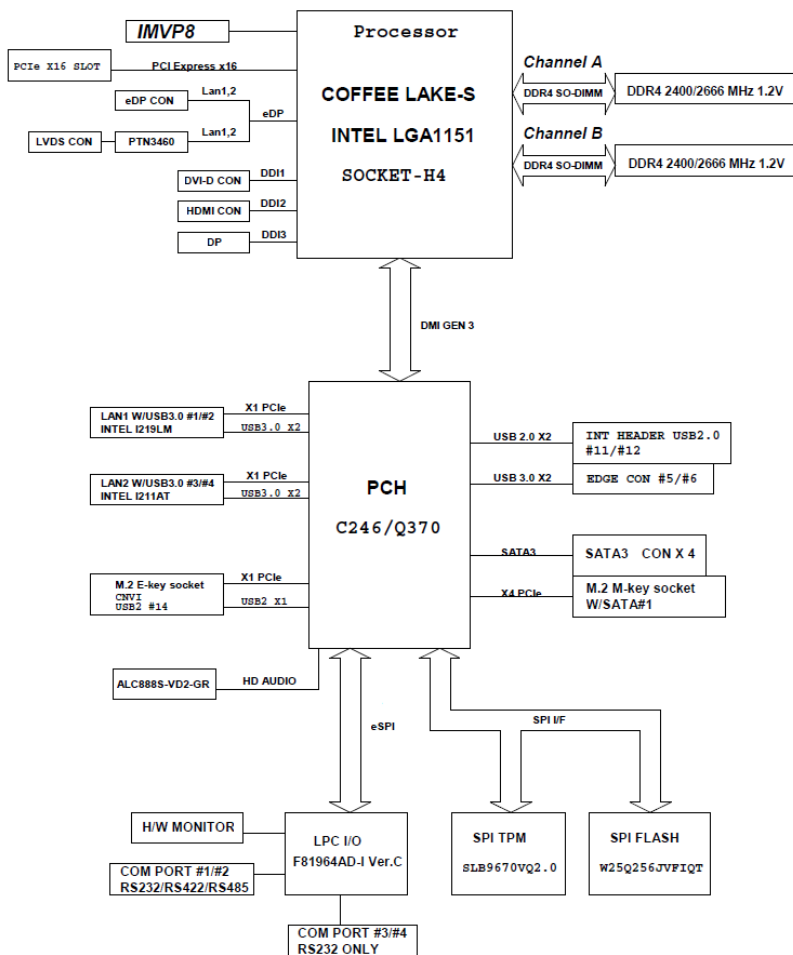 IMVP8
Processor
PCIe X16 SLOT
PCI Express x16
COFFEE LAKE-S
INTEL LGA1151
SOCKET-H4
Channel A
DDR4 SO-DIMM
DDR4 2400/2666 MHz 1.2V
Channel B
DDR4 SO-DIMM
DDR4 2400/2666 MHz 1.2V
eDP CON
Lan1,2
eDP
LVDS CON
PTN3460
Lan1,2
DVI-D CON
DDI1
HDMI CON
DDI2
DP
DDI3
DMI GEN 3
LAN1 W/USB3.0 #1/#2
INTEL I219LM
X1 PCIe
USB3.0 X2
LAN2 W/USB3.0 #3/#4
INTEL I211AT
X1 PCIe
USB3.0 X2
M.2 E-key socket
CNVI
USB2 #14
X1 PCIe
USB2 X1
PCH
C246/Q370
USB 2.0 X2
INT HEADER USB2.0
#11/#12
USB 3.0 X2
EDGE CON #5/#6
SATA3
SATA3 CON X 4
X4 PCIe
M.2 M-key socket
W/SATA#1
ALC888S-VD2-GR
HD AUDIO
eSPI
SPI I/F
H/W MONITOR
COM PORT #1/#2
RS232/RS422/RS485
LPC I/O
F81964AD-I Ver.C
SPI TPM
SLB9670VQ2.0
SPI FLASH
W25Q256JVFIQT
COM PORT #3/#4
RS232 ONLY